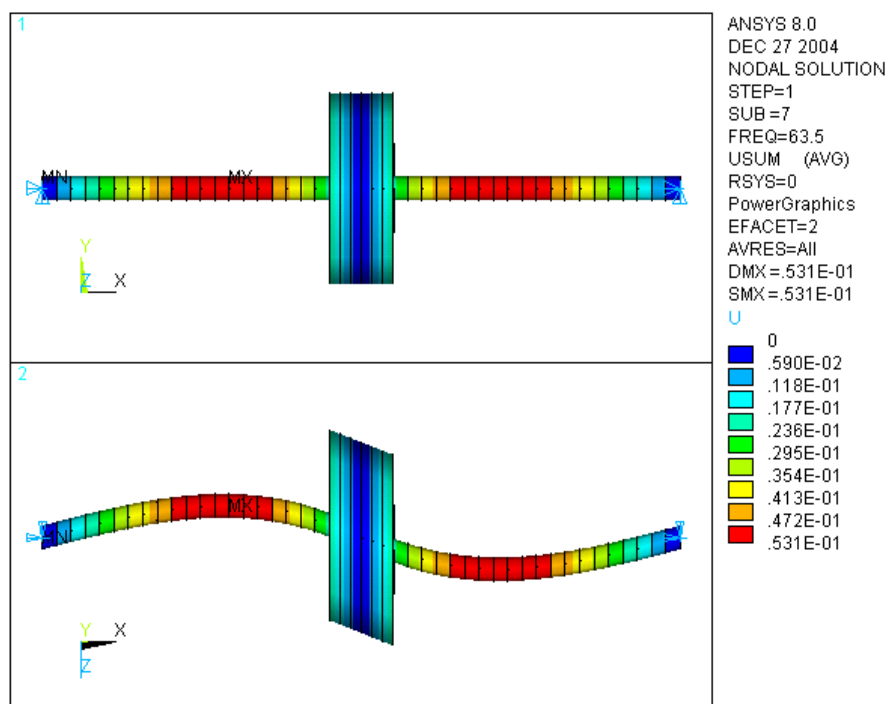 1
MN
MX
Y
Z X
2
MN
MX
Y X
Z
ANSYS 8.0
DEC 27 2004
NODAL SOLUTION
STEP=1
SUB =7
FREQ=63.5
USUM (AVG)
RSYS=0
PowerGraphics
EFACET=2
AVRES=All
DMX =.531E-01
SMX =.531E-01
U
0
.590E-02
.118E-01
.177E-01
.236E-01
.295E-01
.354E-01
.413E-01
.472E-01
.531E-01